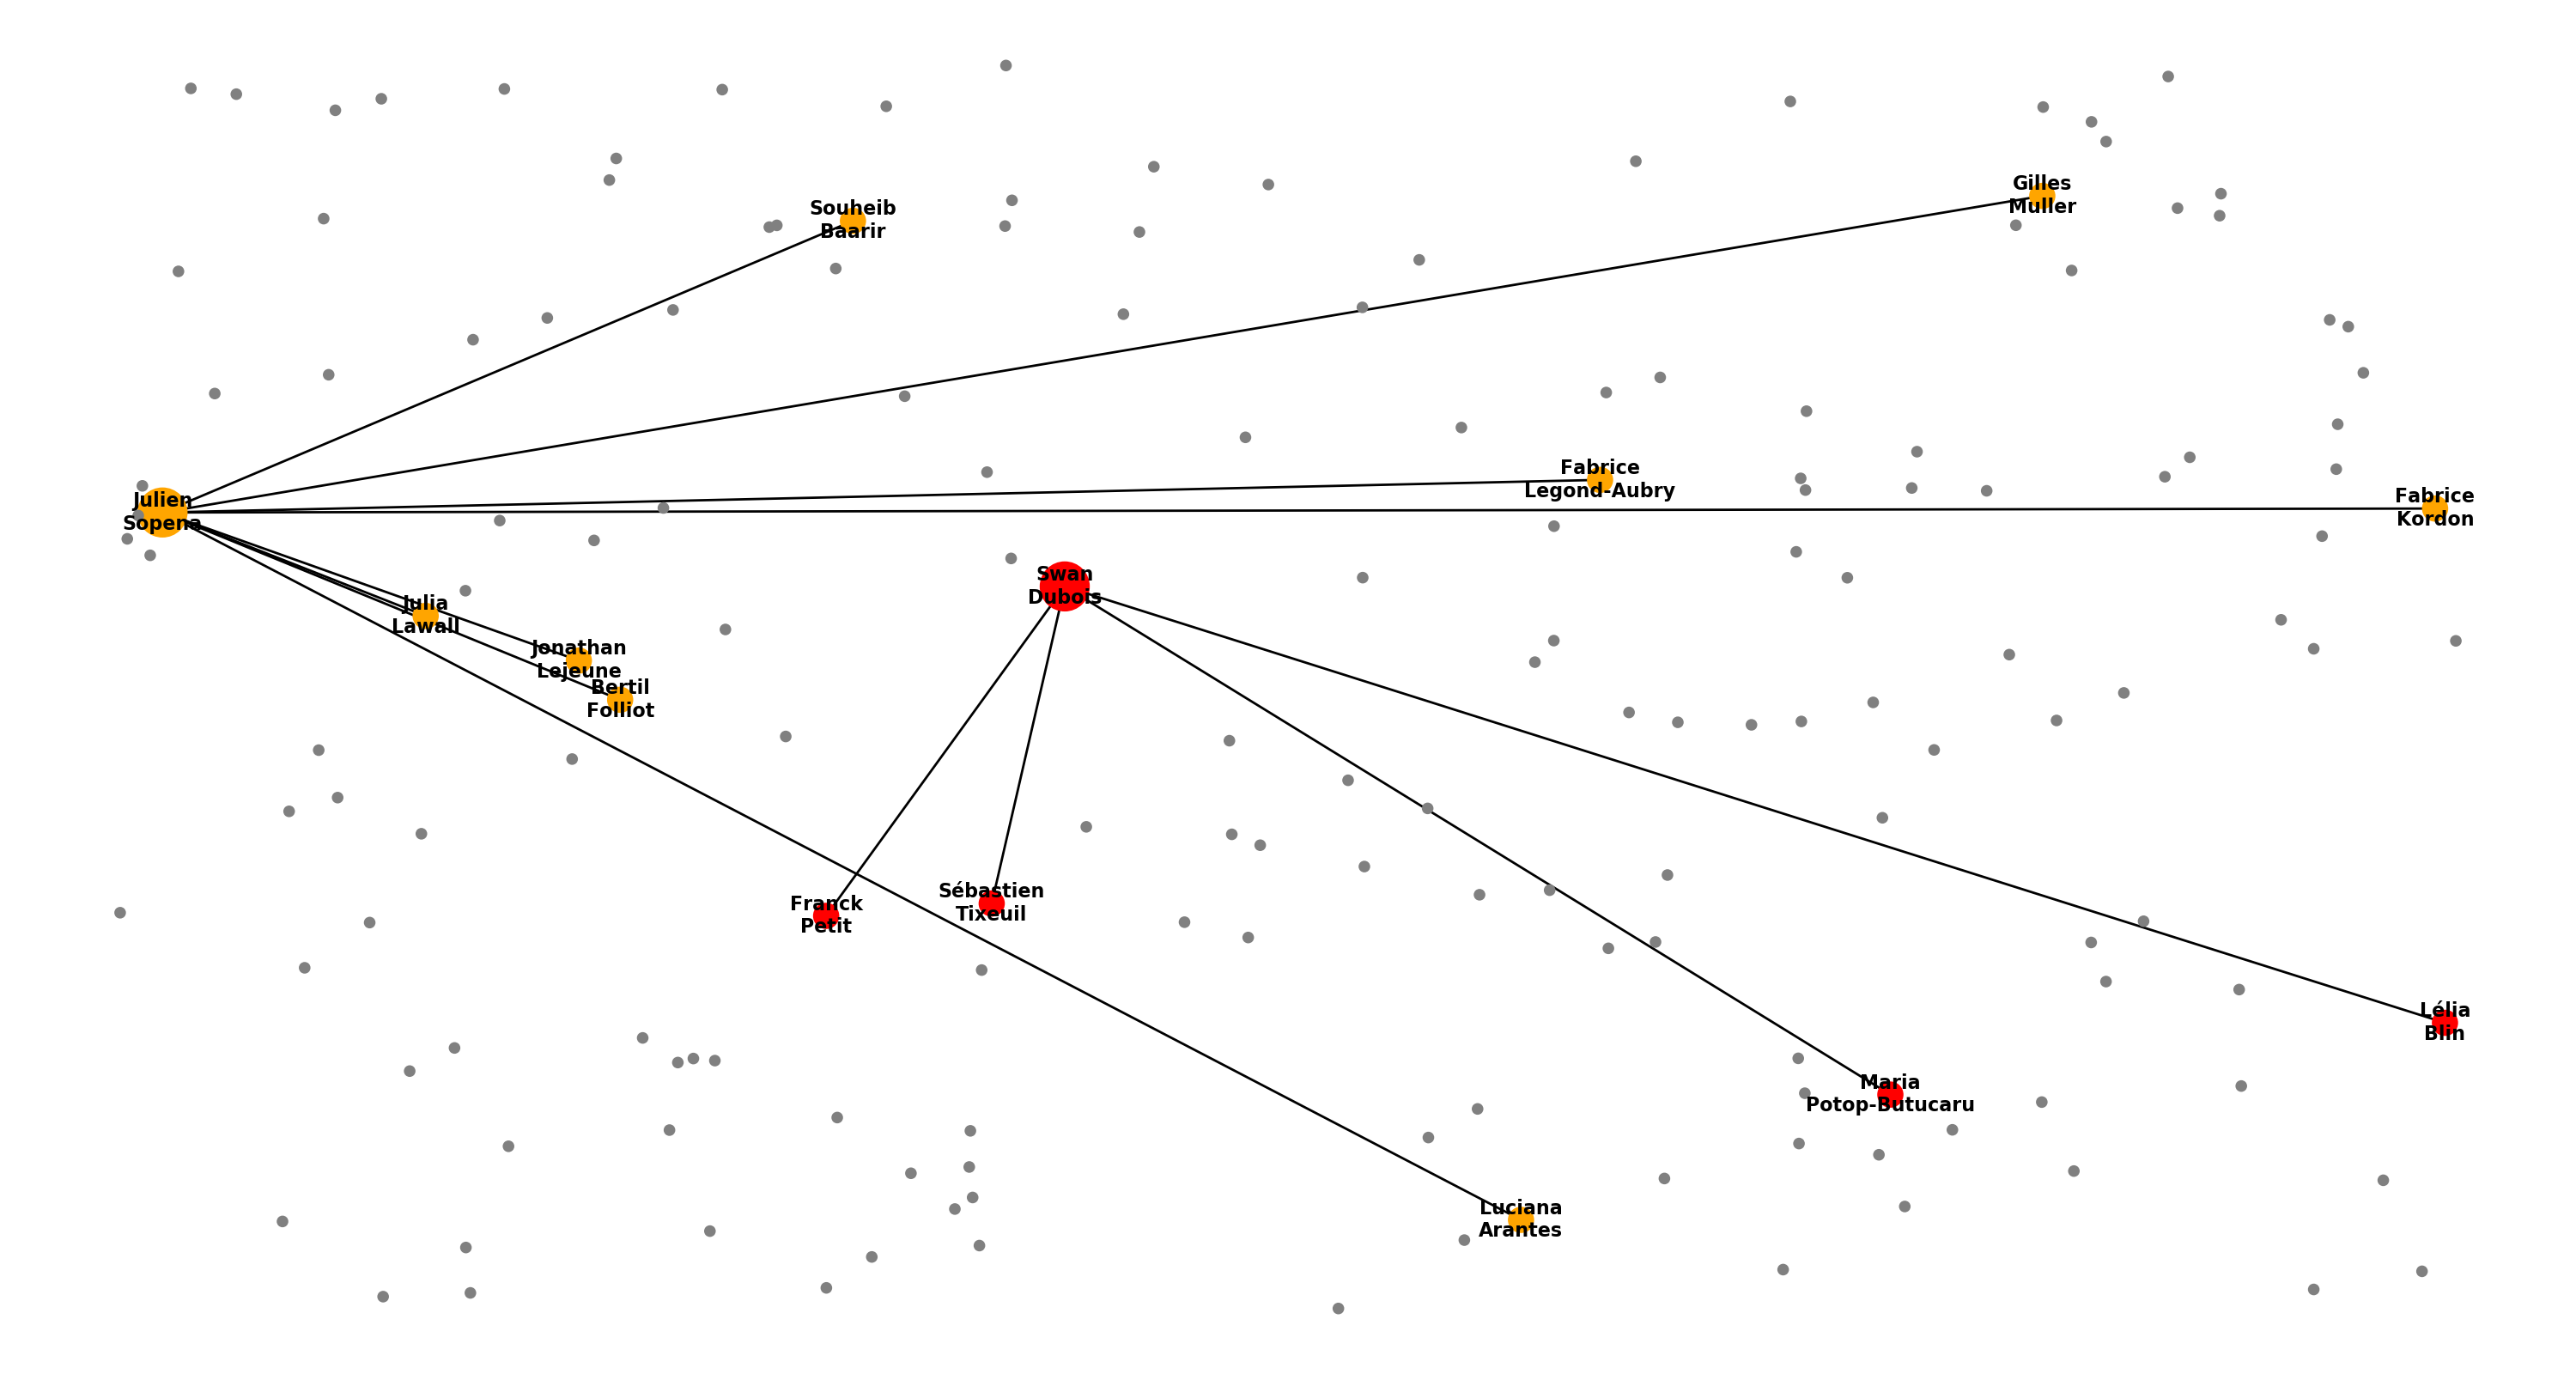 Gilles
Muller
Souheib
Baarir
Fabrice
Legond-Aubry
Fabrice
Kordon
Julien
Sopena
Swan
Dubois
Julia
Lawall
Jonathan
Lejeune
Bertil
Folliot
Sébastien
Tixeuil
Franck
Petit
Lélia
Blin
Maria
Potop-Butucaru
Luciana
Arantes